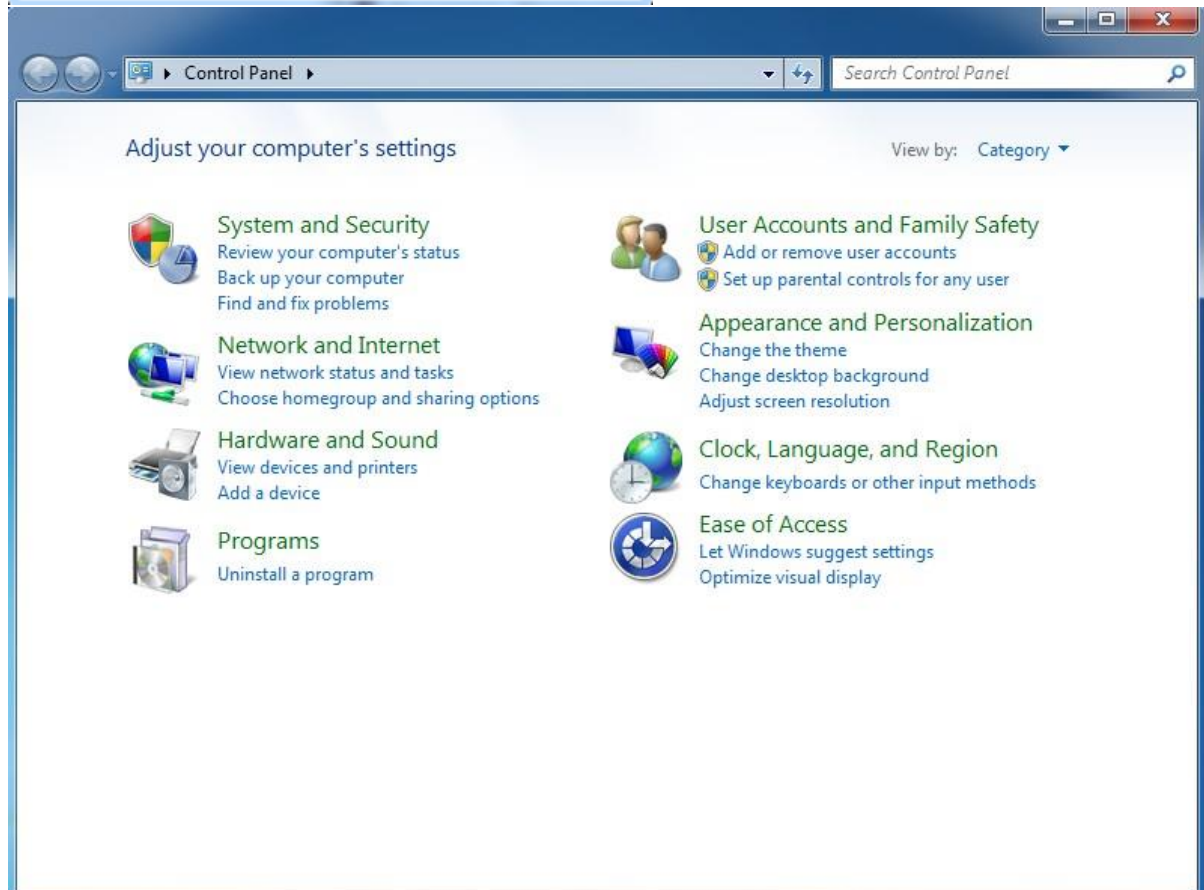 Control Panel
Search Control Panel
Adjust your computer's settings
View by: Category
System and Security
Review your computer's status
Back up your computer
Find and fix problems
Network and Internet
View network status and tasks
Choose homegroup and sharing options
Hardware and Sound
View devices and printers
Add a device
Programs
Uninstall a program
User Accounts and Family Safety
Add or remove user accounts
Set up parental controls for any user
Appearance and Personalization
Change the theme
Change desktop background
Adjust screen resolution
Clock, Language, and Region
Change keyboards or other input methods
Ease of Access
Let Windows suggest settings
Optimize visual display